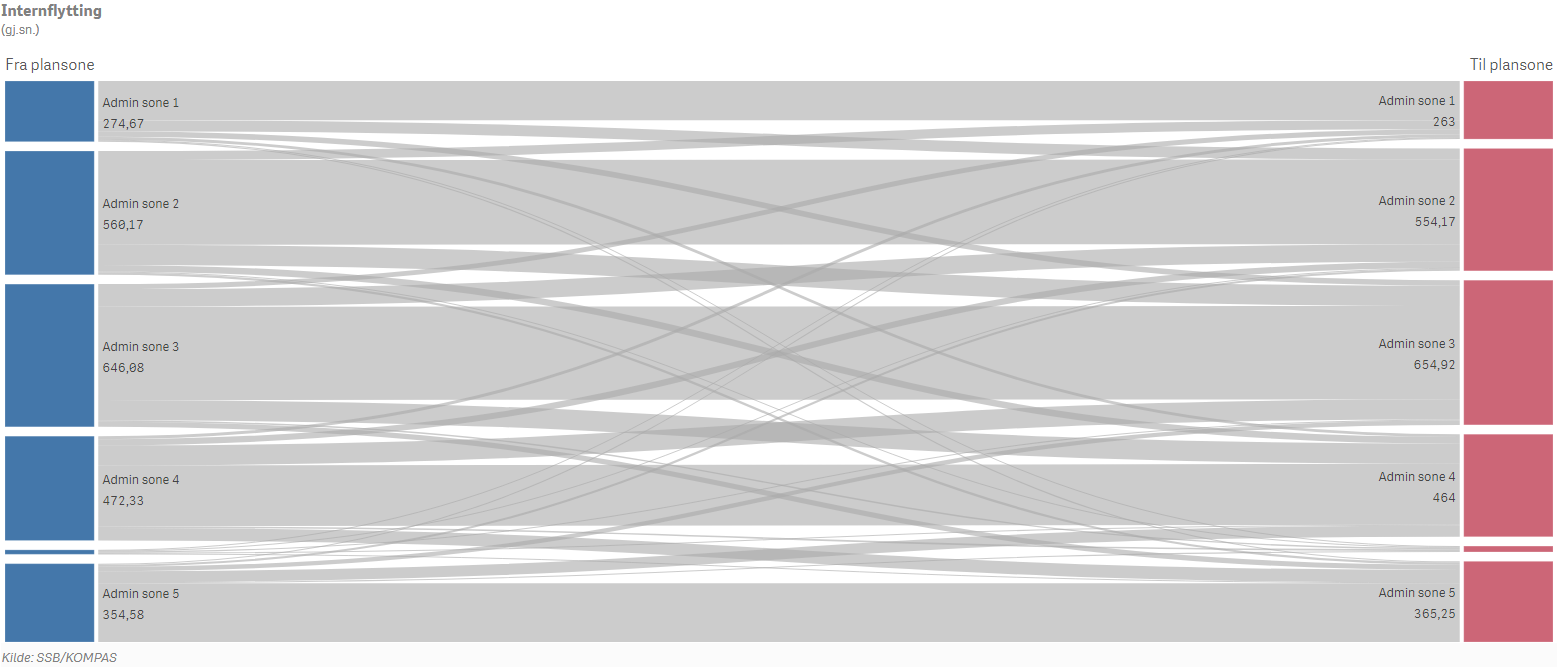 Internflytting
(gj.sn.)
Fra plansone
Til plansone
Admin sone 1
274,67
Admin sone 1
263
Admin sone 2
560,17
Admin sone 2
554,17
Admin sone 3
646,08
Admin sone 3
654,92
Admin sone 4
472,33
Admin sone 4
464
Admin sone 5
354,58
Admin sone 5
365,25
Kilde: SSB/KOMPAS